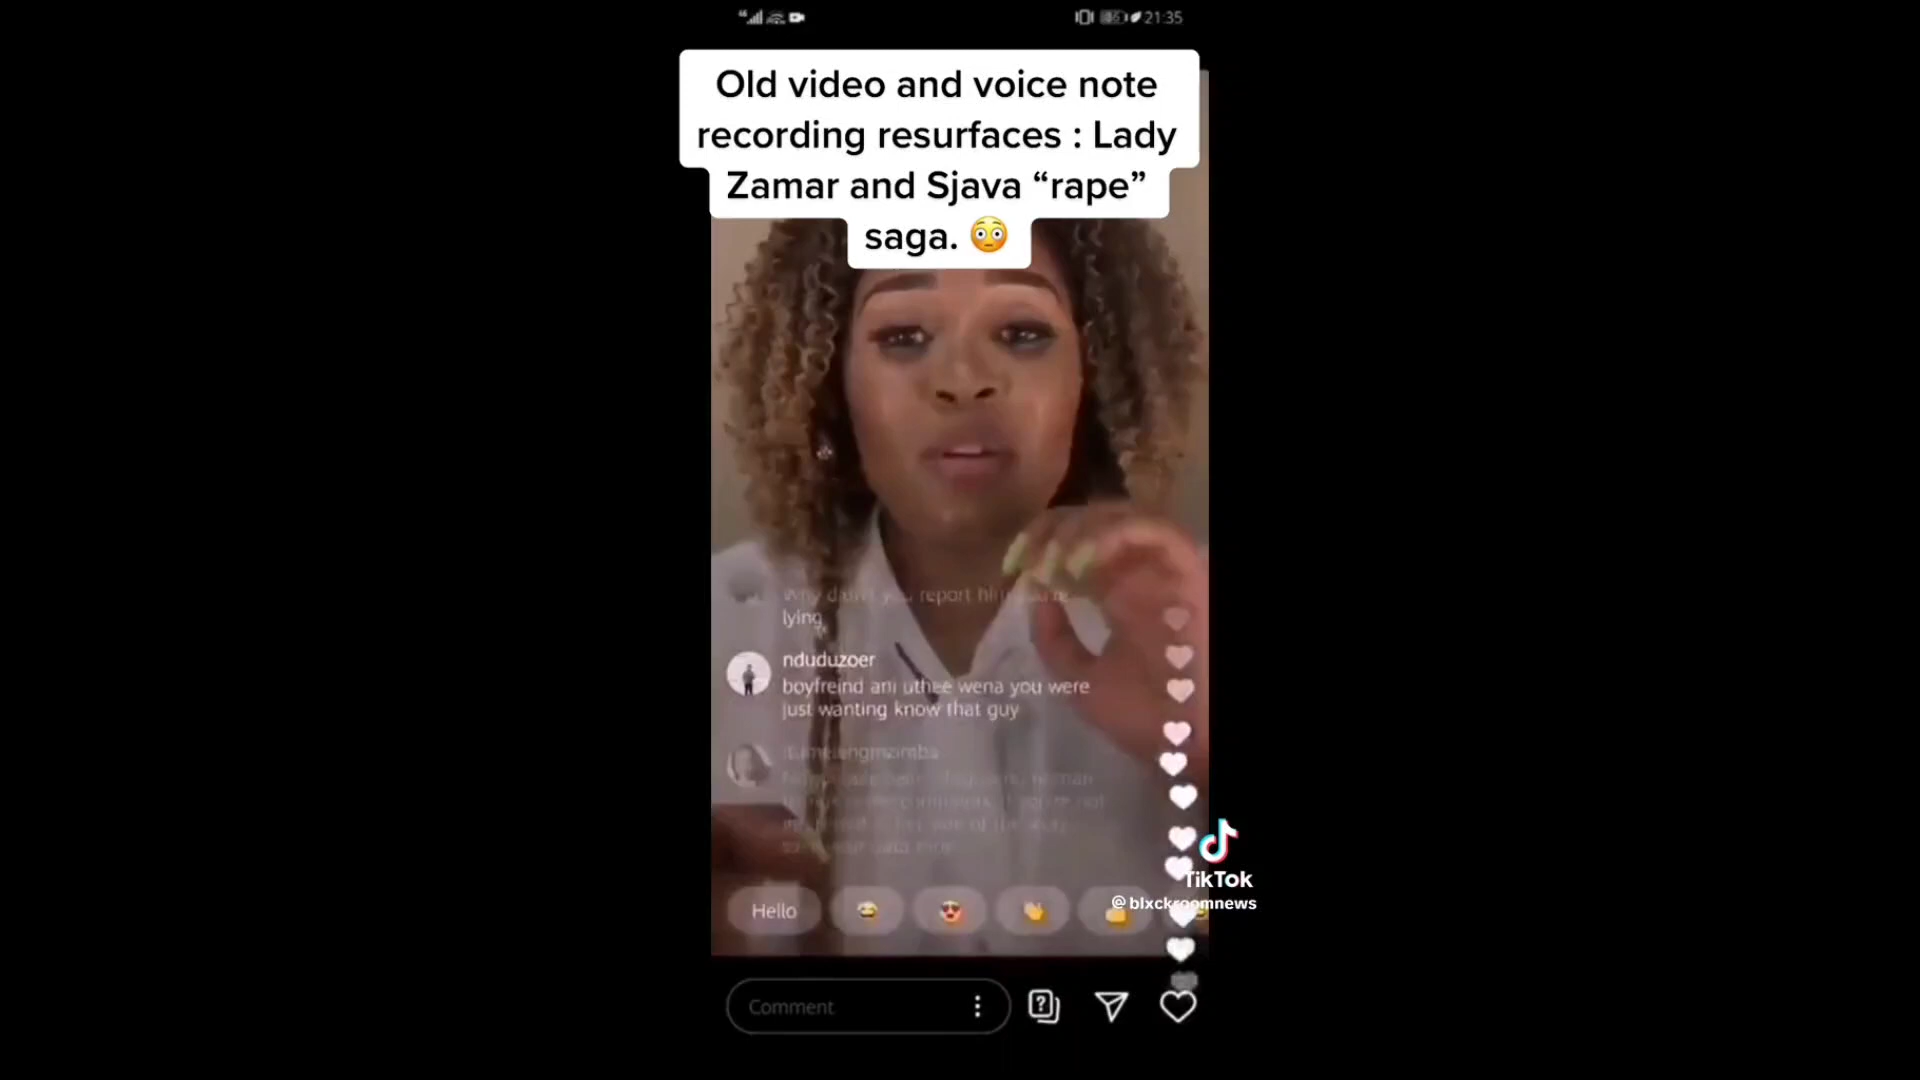 21:35
Old video and voice note
recording resurfaces : Lady
Zamar and Sjava “rape”
saga. 😳
report
lying
nduduzoer
boyfreind ani uthee wena you were
just wanting know that guy
Hello
TikTok
@blxckroomnews
Comment